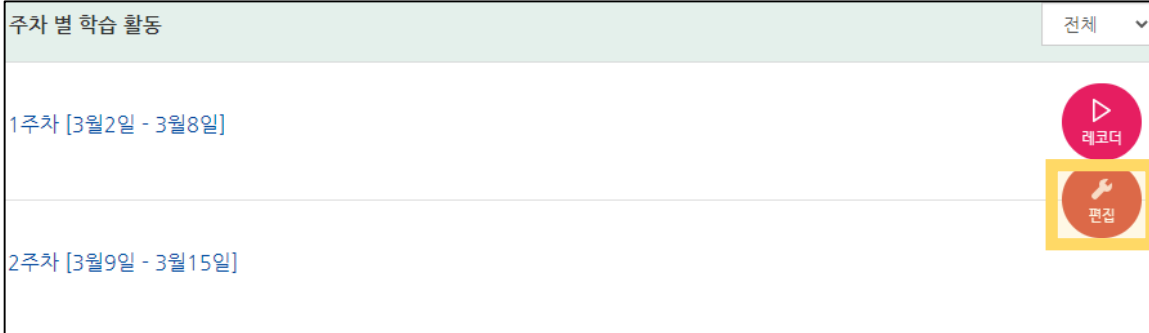 주차 별 학습 활동
전체
1주차 [3월2일 - 3월8일]
레코더
편집
2주차 [3월9일 - 3월15일]